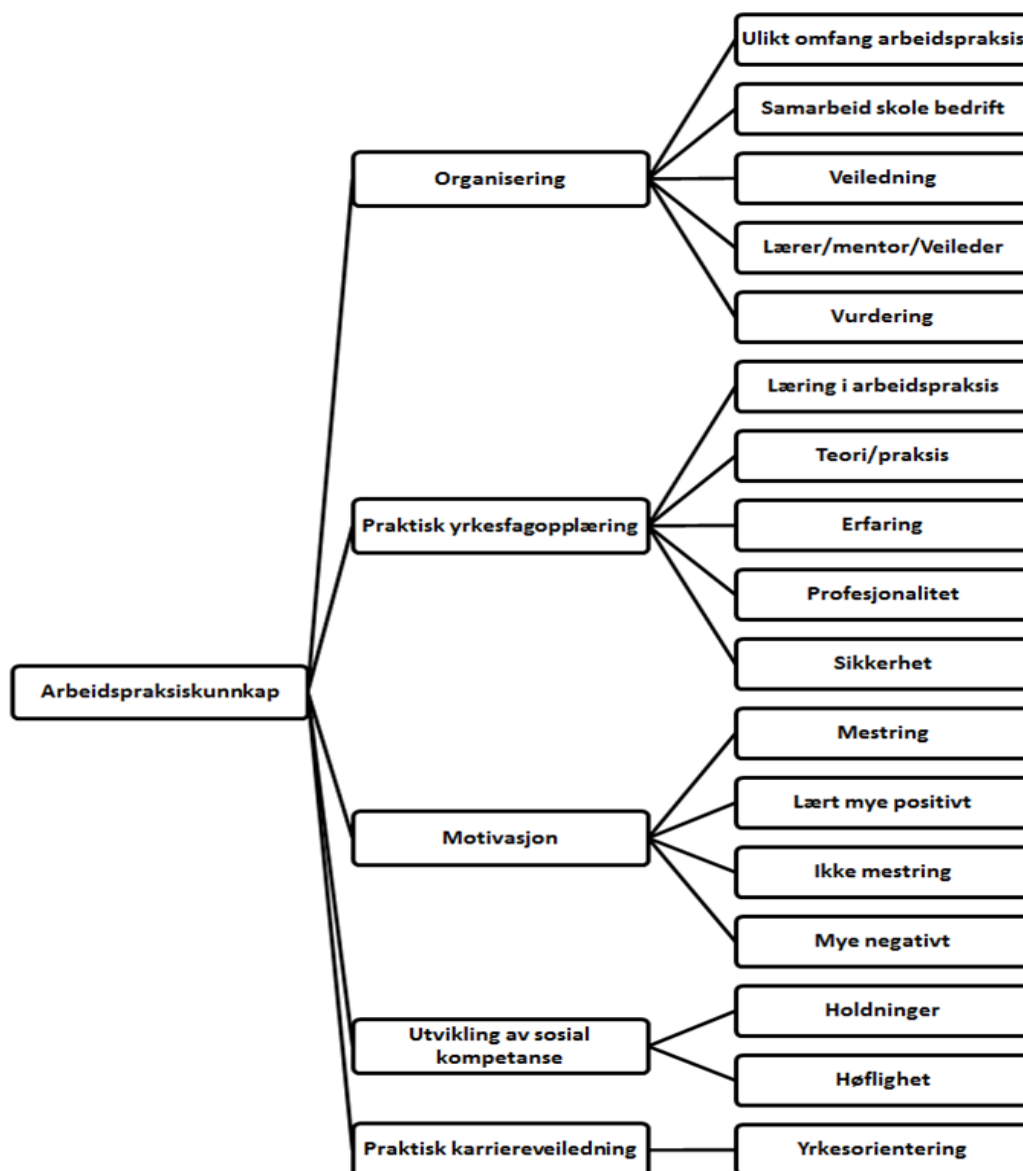 Arbeidspraksiskunnkap
Organisering
Ulikt omfang arbeidspraksis
Samarbeid skole bedrift
Veiledning
Lærer/mentor/Veileder
Vurdering
Praktisk yrkesfagopplæring
Læring i arbeidspraksis
Teori/praksis
Erfaring
Profesjonalitet
Sikkerhet
Motivasjon
Mestring
Lært mye positivt
Ikke mestring
Mye negativt
Utvikling av sosial
kompetanse
Holdninger
Høflighet
Praktisk karriereveiledning
Yrkesorientering